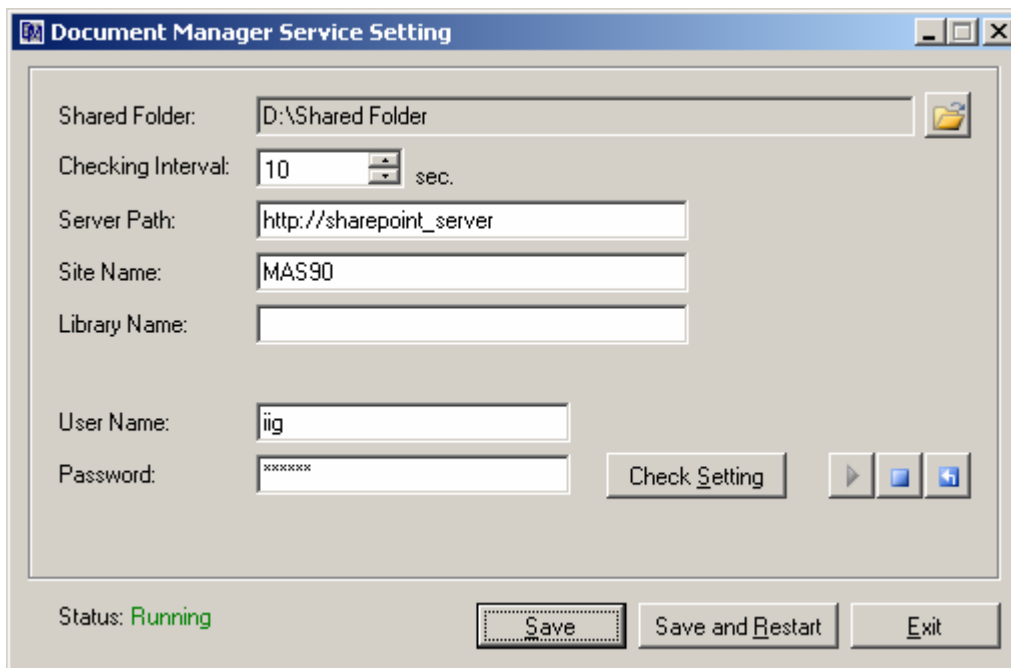 Document Manager Service Setting
Shared Folder: D:\Shared Folder
Checking Interval: 10 sec.
Server Path: http://sharepoint_server
Site Name: MAS90
Library Name:
User Name: iig
Password: ******
Check Setting
Status: Running Save Save and Restart Exit